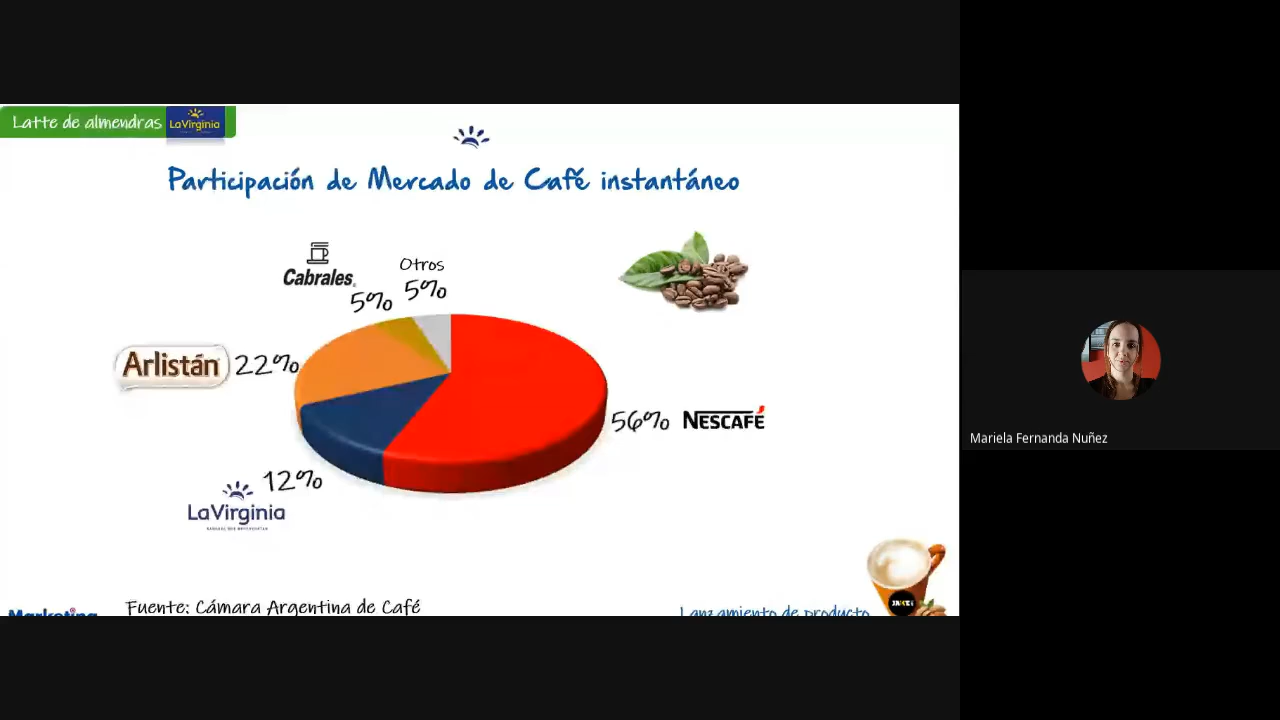 Latte de almendras LaVirginia
Participación de Mercado de Café instantáneo
Cabrales
5%
Otros
5%
Arlistán 22%
56% NESCAFÉ
12%
LaVirginia
Mariela Fernanda Nuñez
Fuente: Cámara Argentina de Café
Marketing
Lanzamiento de producto